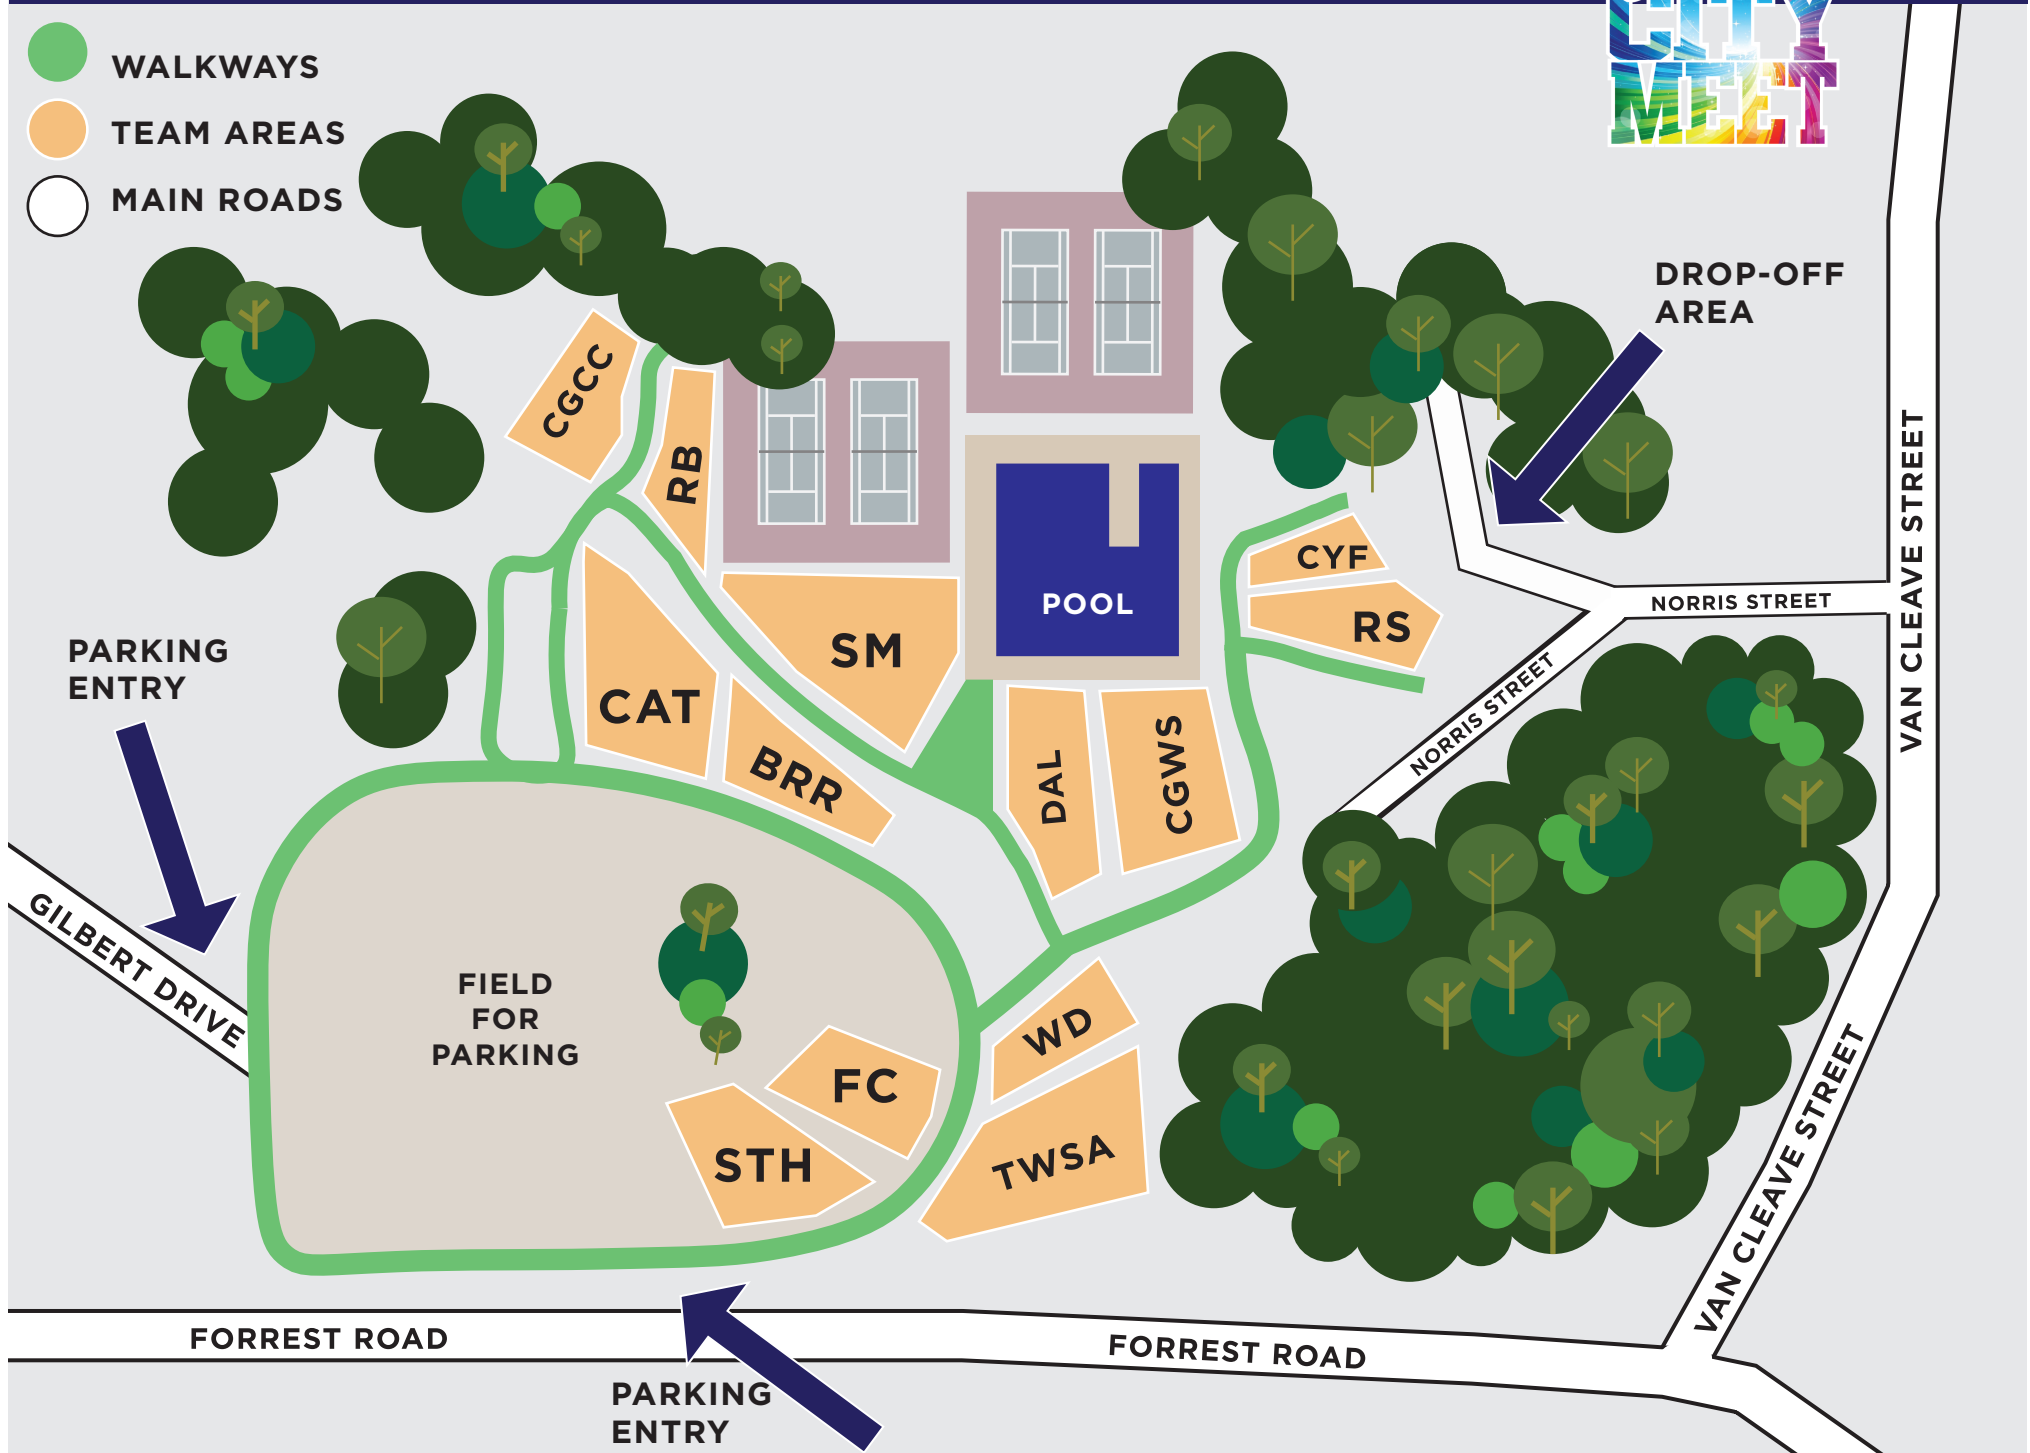 CITY
MEET
WALKWAYS
TEAM AREAS
MAIN ROADS
DROP-OFF
AREA
CGCC
RB
VAN CLEAVE STREET
CYF
POOL
NORRIS STREET
RS
SM
PARKING
ENTRY
CAT
NORRIS STREET
BRR
DAL
CGWS
GILBERT DRIVE
FIELD
FOR
PARKING
WD
FC
TWSA
STH
VAN CLEAVE STREET
FORREST ROAD
FORREST ROAD
PARKING
ENTRY